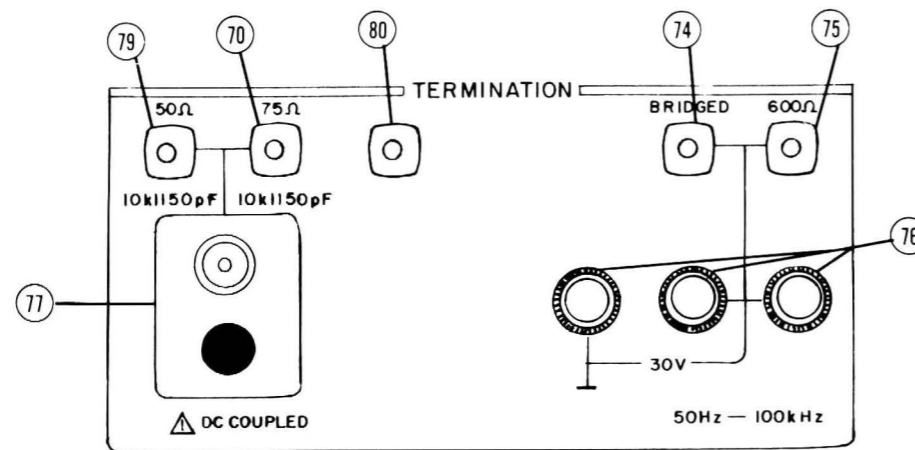 79 70 80 74 75
TERMINATION
50Ω 75Ω BRIDGED 600Ω
10k||50pF 10k||50pF
76
77
30V
⚠ DC COUPLED 50Hz — 100kHz